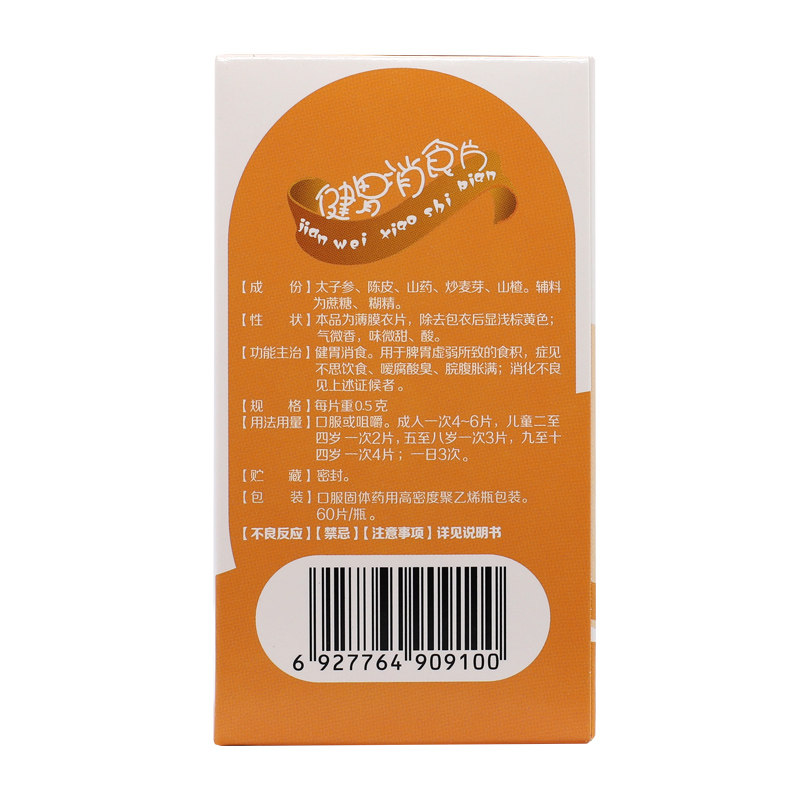 健胃消食片
jian wei xiao shi pian
【成 份】太子参、陈皮、山药、炒麦芽、山楂。辅料
为蔗糖、糊精。
【性 状】本品为薄膜衣片，除去包衣后显浅棕黄色；
气微香，味微甜、酸。
【功能主治】健胃消食。用于脾胃虚弱所致的食积，症见
不思饮食、嗳腐酸臭、脘腹胀满；消化不良
见上述证候者。
【规 格】每片重0.5克
【用法用量】口服或咀嚼。成人一次4~6片，儿童二至
四岁一次2片，五至八岁一次3片，九至十
四岁一次4片；一日3次。
【贮 藏】密封。
【包 装】口服固体药用高密度聚乙烯瓶包装。
60片/瓶。
【不良反应】【禁忌】【注意事项】详见说明书
6 927764 909100